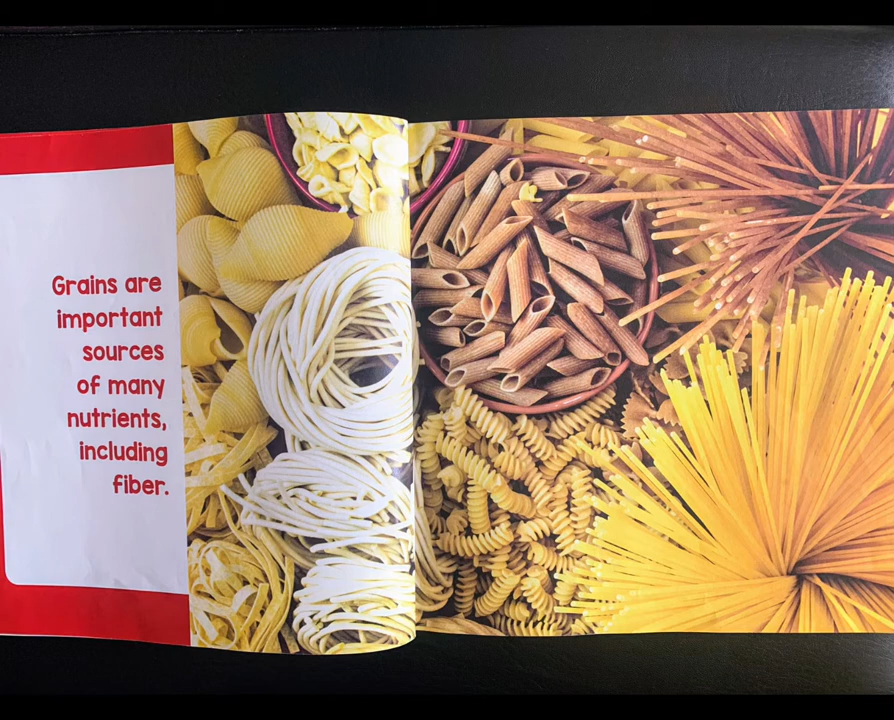 Grains are
important
sources
of many
nutrients,
including
fiber.